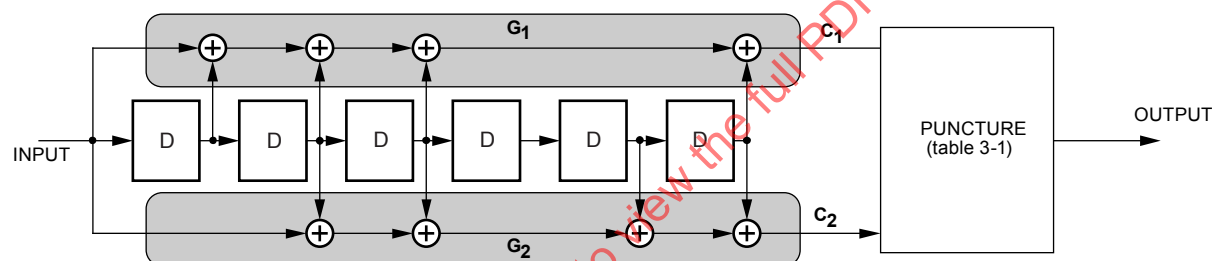 G1
C1
D D D D D D
INPUT
PUNCTURE
(table 3-1)
OUTPUT
G2
C2
to view the full PDF